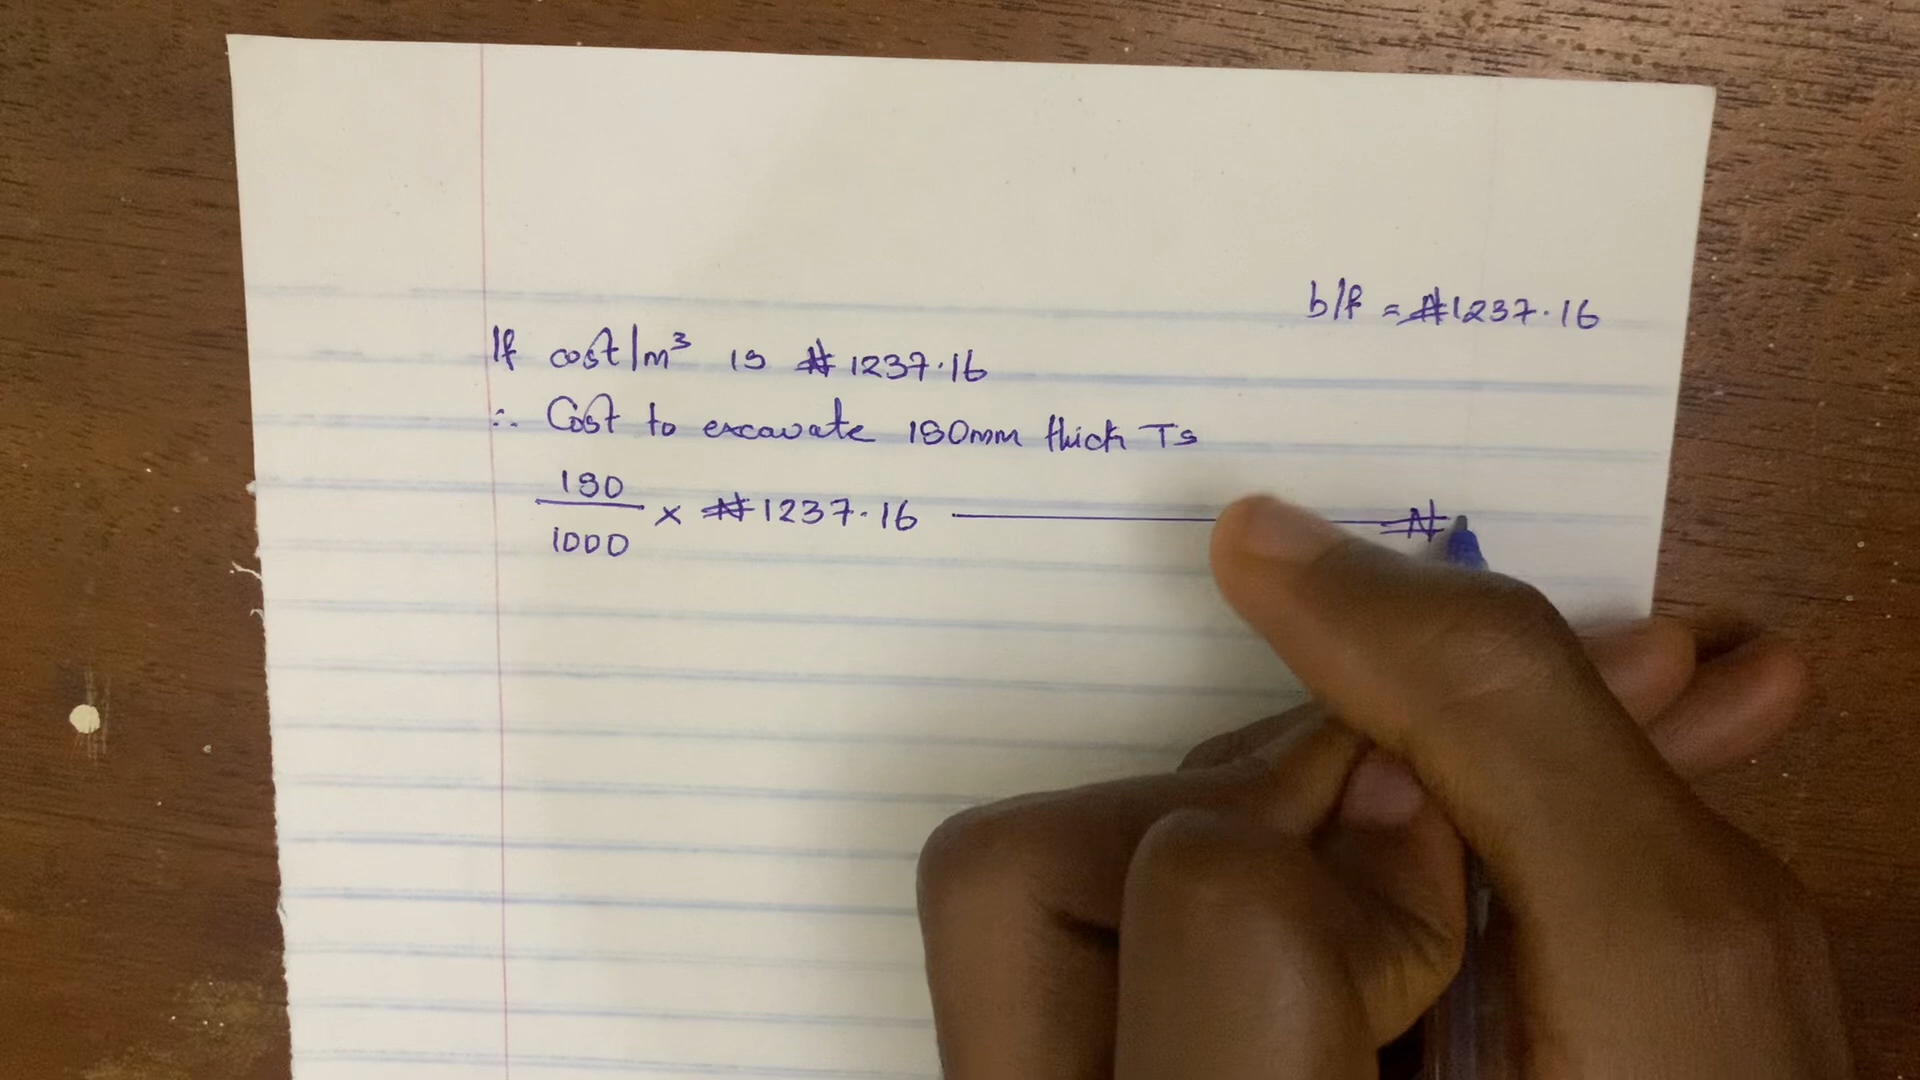 b/f = ₦1237.16
If cost/m³ is ₦1237.16
∴ Cost to excavate 150mm thick Ts
150
1000 × ₦1237.16 ₦